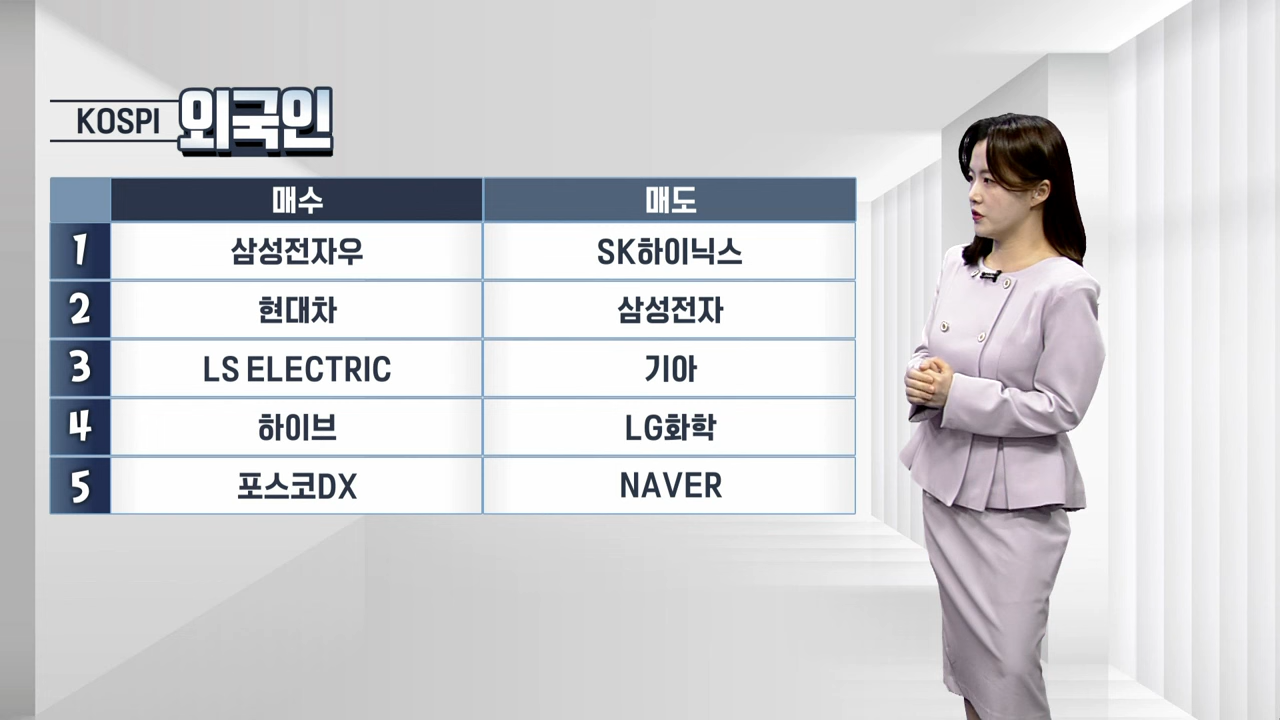 KOSPI 외국인
매수 매도
1 삼성전자우 SK하이닉스
2 현대차 삼성전자
3 LS ELECTRIC 기아
4 하이브 LG화학
5 포스코DX NAVER